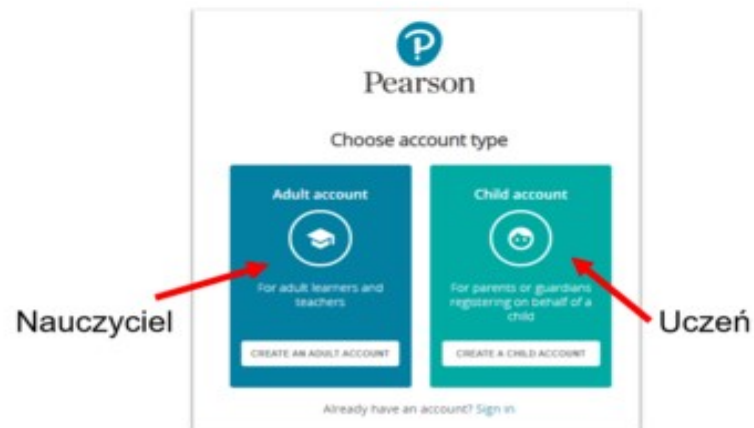 Pearson
Choose account type
Adult account
Child account
For adult learners and
teachers
For parents or guardians
registering on behalf of a
child
Nauczyciel
Uczeń
CREATE AN ADULT ACCOUNT
CREATE A CHILD ACCOUNT
Already have an account? Sign in